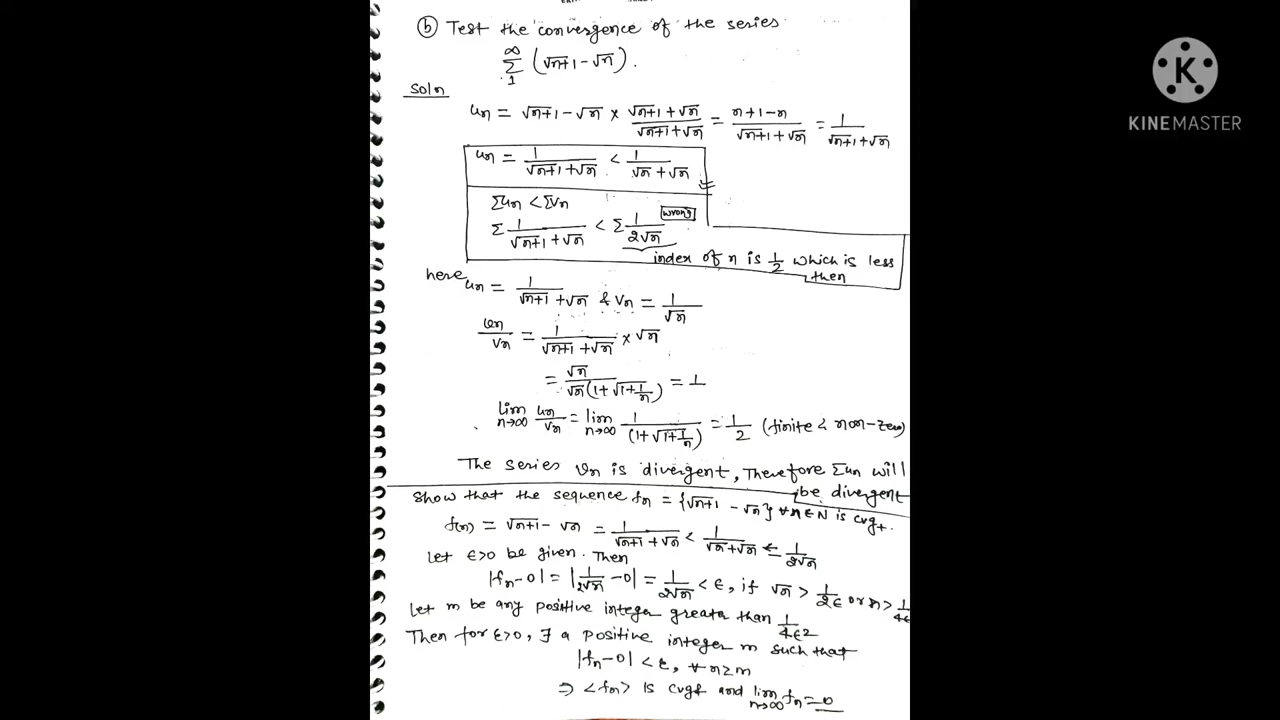 (b) Test the convergence of the series
∞ Σ 1 (√n+1 - √n).
Soln
un = √n+1 - √n × √n+1 + √n / √n+1 + √n = n+1-n / √n+1 + √n = 1 / √n+1 + √n
un = 1 / √n+1 + √n < 1 / √n + √n
Σun < Σvn
Σ 1 / √n+1 + √n < Σ 1 / 2√n wrong
index of n is 1/2 which is less
then
here un = 1 / √n+1 + √n & vn = 1 / √n
un / vn = 1 / √n+1 + √n × √n
= √n / √n (1 + √1+1/n) = 1
lim n→∞ un / vn = lim n→∞ 1 / (1 + √1+1/n) = 1/2 (finite & non-zero)
The series vn is divergent, Therefore Σun will
be divergent
Show that the sequence fn = {√n+1 - √n} ∀ n ∈ N is cvgt.
f(n) = √n+1 - √n = 1 / √n+1 + √n < 1 / √n + √n = 1 / 2√n
Let ϵ>0 be given. Then
|fn-0| = |1 / 2√n - 0| = 1 / 2√n < ϵ, if √n > 1 / 2ϵ or n > 1 / 4ϵ
Let m be any positive integer greater than 1 / 4ϵ2
Then for ϵ>0, ∃ a positive integer m such that
|fn-0| < ϵ, ∀ n ≥ m
⇒ <fn> is cvgt and lim n→∞ fn = 0
K
KINEMASTER